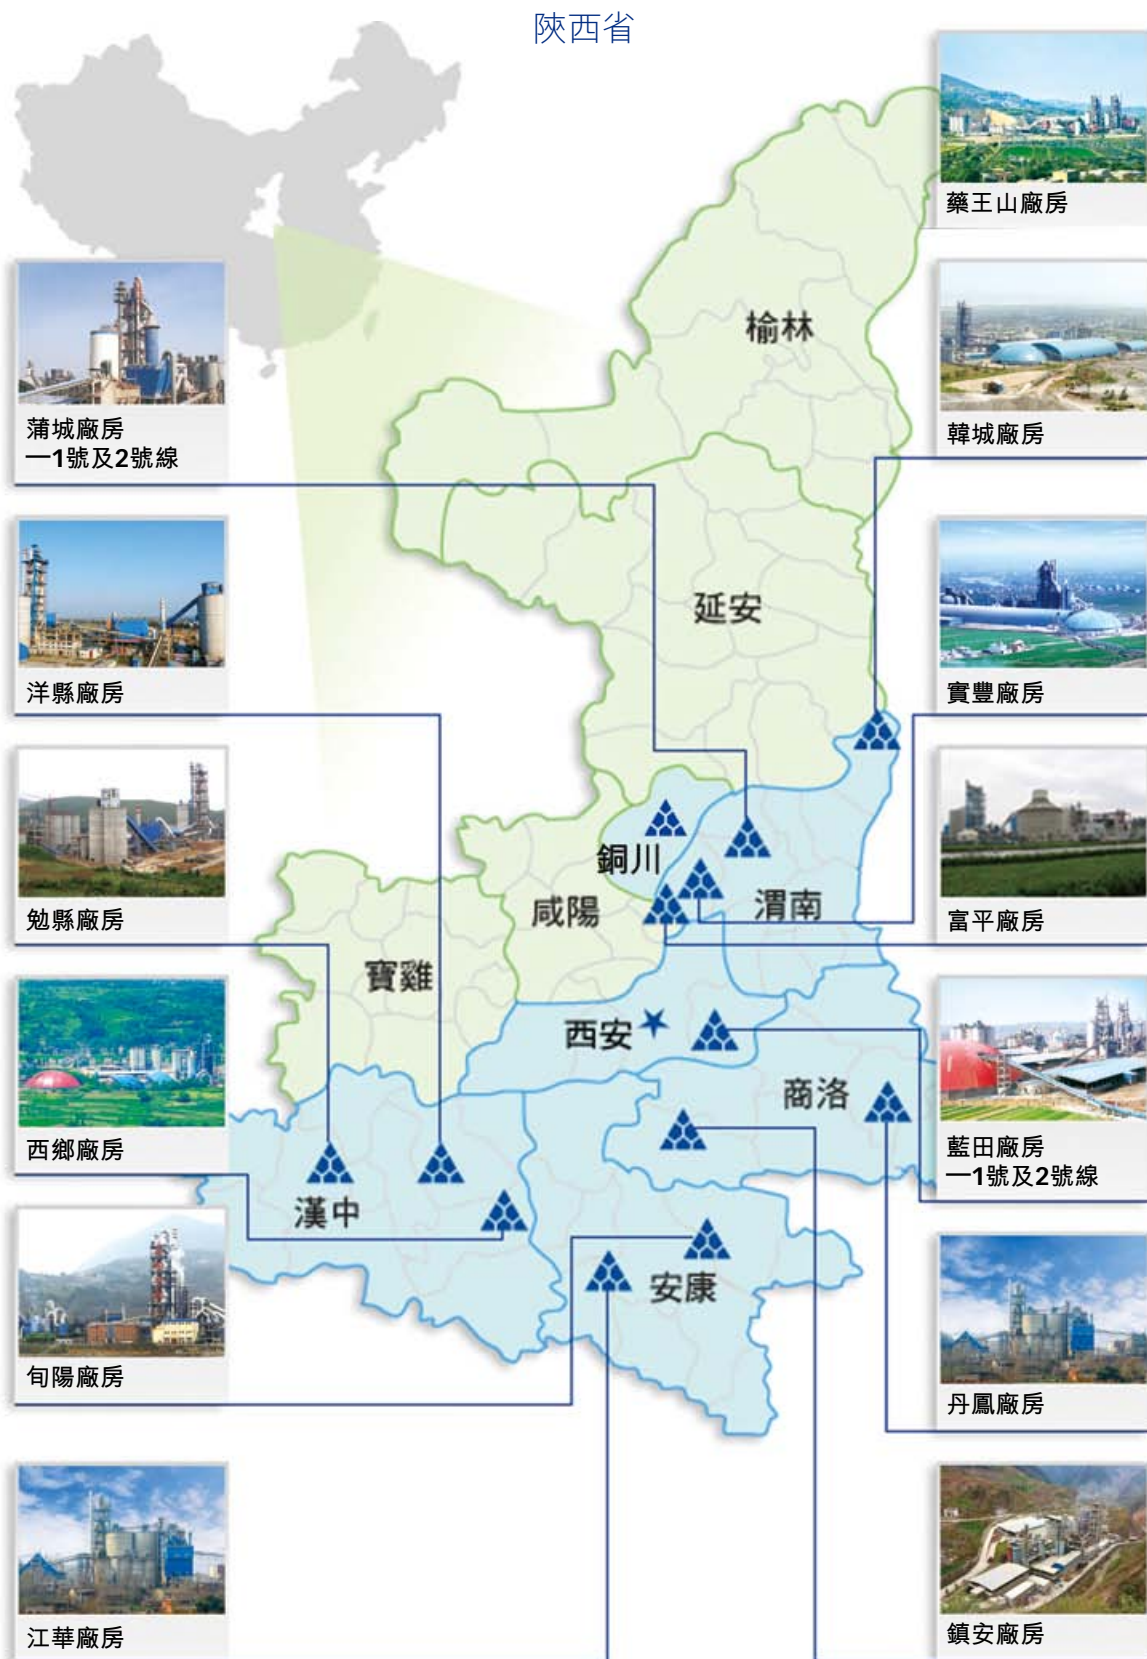 陝西省
藥王山廠房
韓城廠房
蒲城廠房
—1號及2號線
榆林
洋縣廠房
延安
實豐廠房
勉縣廠房
銅川
咸陽
渭南
富平廠房
寶雞
西安
西鄉廠房
商洛
藍田廠房
—1號及2號線
漢中
安康
旬陽廠房
丹鳳廠房
江華廠房
鎮安廠房